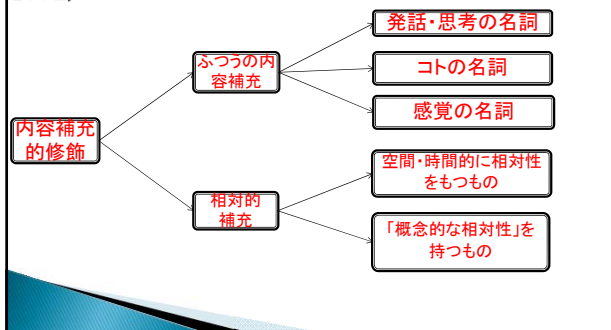 発話・思考の名詞
ふつうの内
容補充
コトの名詞
感覚の名詞
内容補充
的修飾
空間・時間的に相対性
をもつもの
相対的
補充
「概念的な相対性」を
持つもの